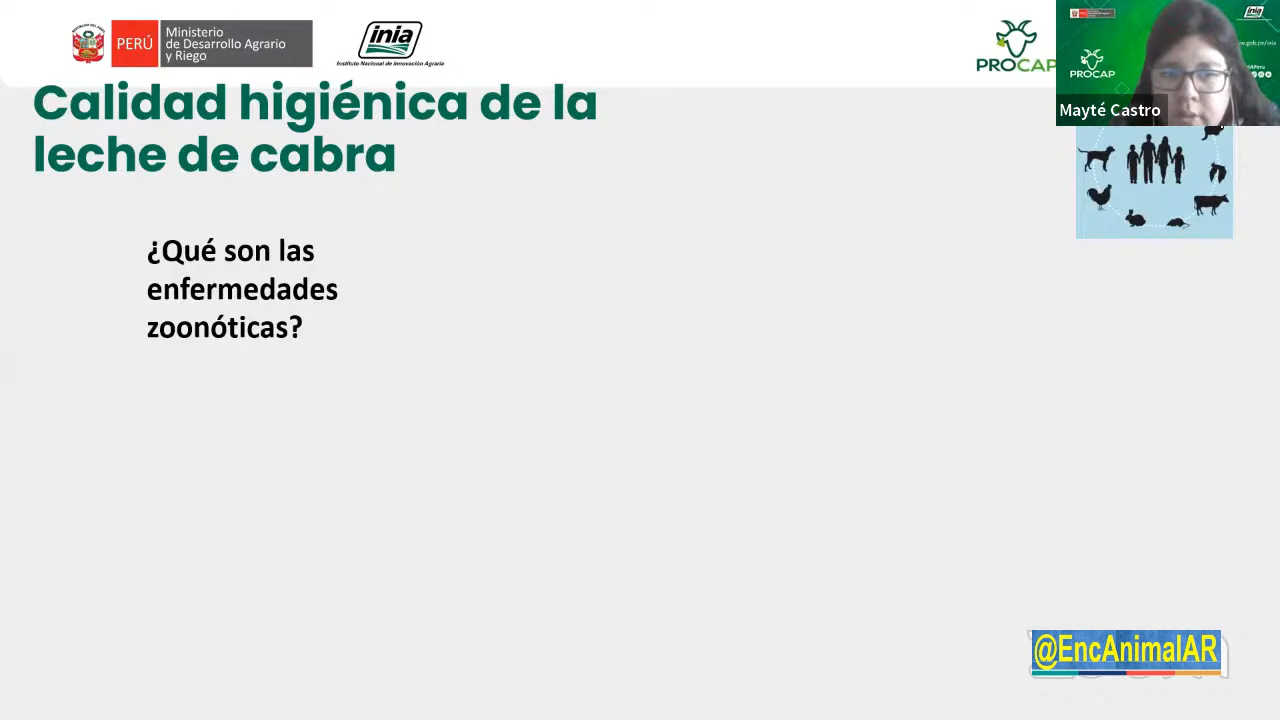 PERÚ
Ministerio
de Desarrollo Agrario
y Riego
inia
Instituto Nacional de Innovación Agraria
PROCAP
PROCAP
Mayté Castro
Calidad higiénica de la
leche de cabra
¿Qué son las
enfermedades
zoonóticas?
@EncAnimalAR